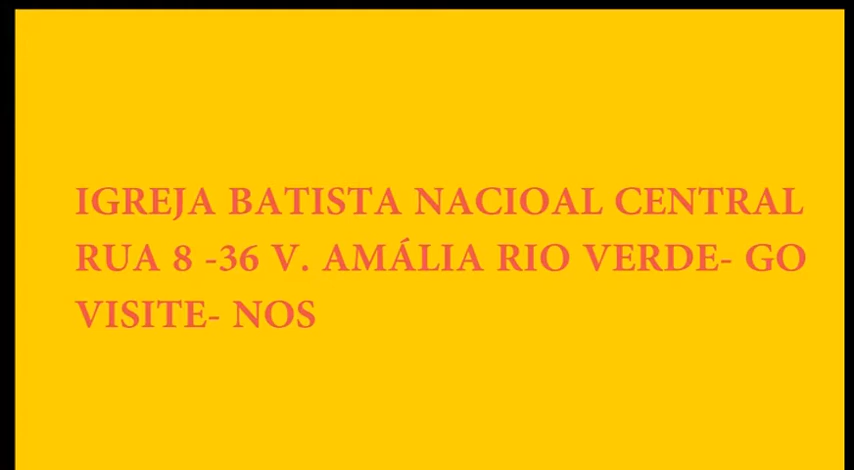 IGREJA BATISTA NACIOAL CENTRAL
RUA 8 -36 V. AMÁLIA RIO VERDE- GO
VISITE- NOS